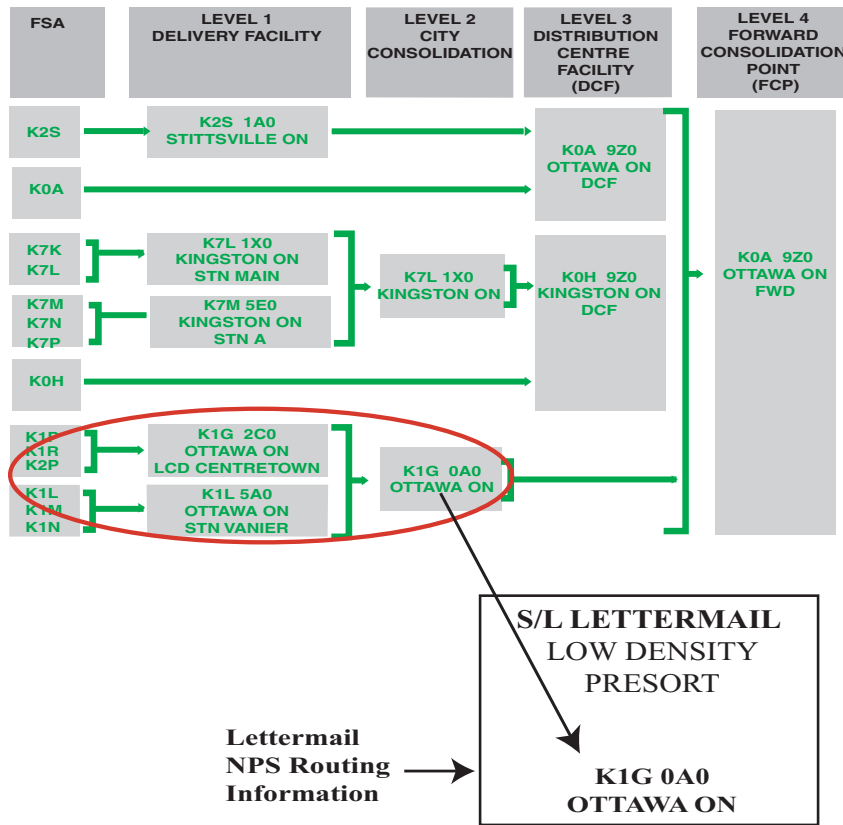 FSA
LEVEL 1
DELIVERY FACILITY
LEVEL 2
CITY
CONSOLIDATION
LEVEL 3
DISTRIBUTION
CENTRE
FACILITY
(DCF)
LEVEL 4
FORWARD
CONSOLIDATION
POINT
(FCP)
K2S
K2S 1A0
STITTSVILLE ON
K0A
K0A 9Z0
OTTAWA ON
DCF
K7K
K7L
K7L 1X0
KINGSTON ON
STN MAIN
K7M
K7N
K7P
K7M 5E0
KINGSTON ON
STN A
K7L 1X0
KINGSTON ON
K0H 9Z0
KINGSTON ON
DCF
K0H
K0A 9Z0
OTTAWA ON
FWD
K1P
K1R
K2P
K1G 2C0
OTTAWA ON
LCD CENTRETOWN
K1L
K1M
K1N
K1L 5A0
OTTAWA ON
STN VANIER
K1G 0A0
OTTAWA ON
S/L LETTERMAIL
LOW DENSITY
PRESORT
Lettermail
NPS Routing
Information
K1G 0A0
OTTAWA ON